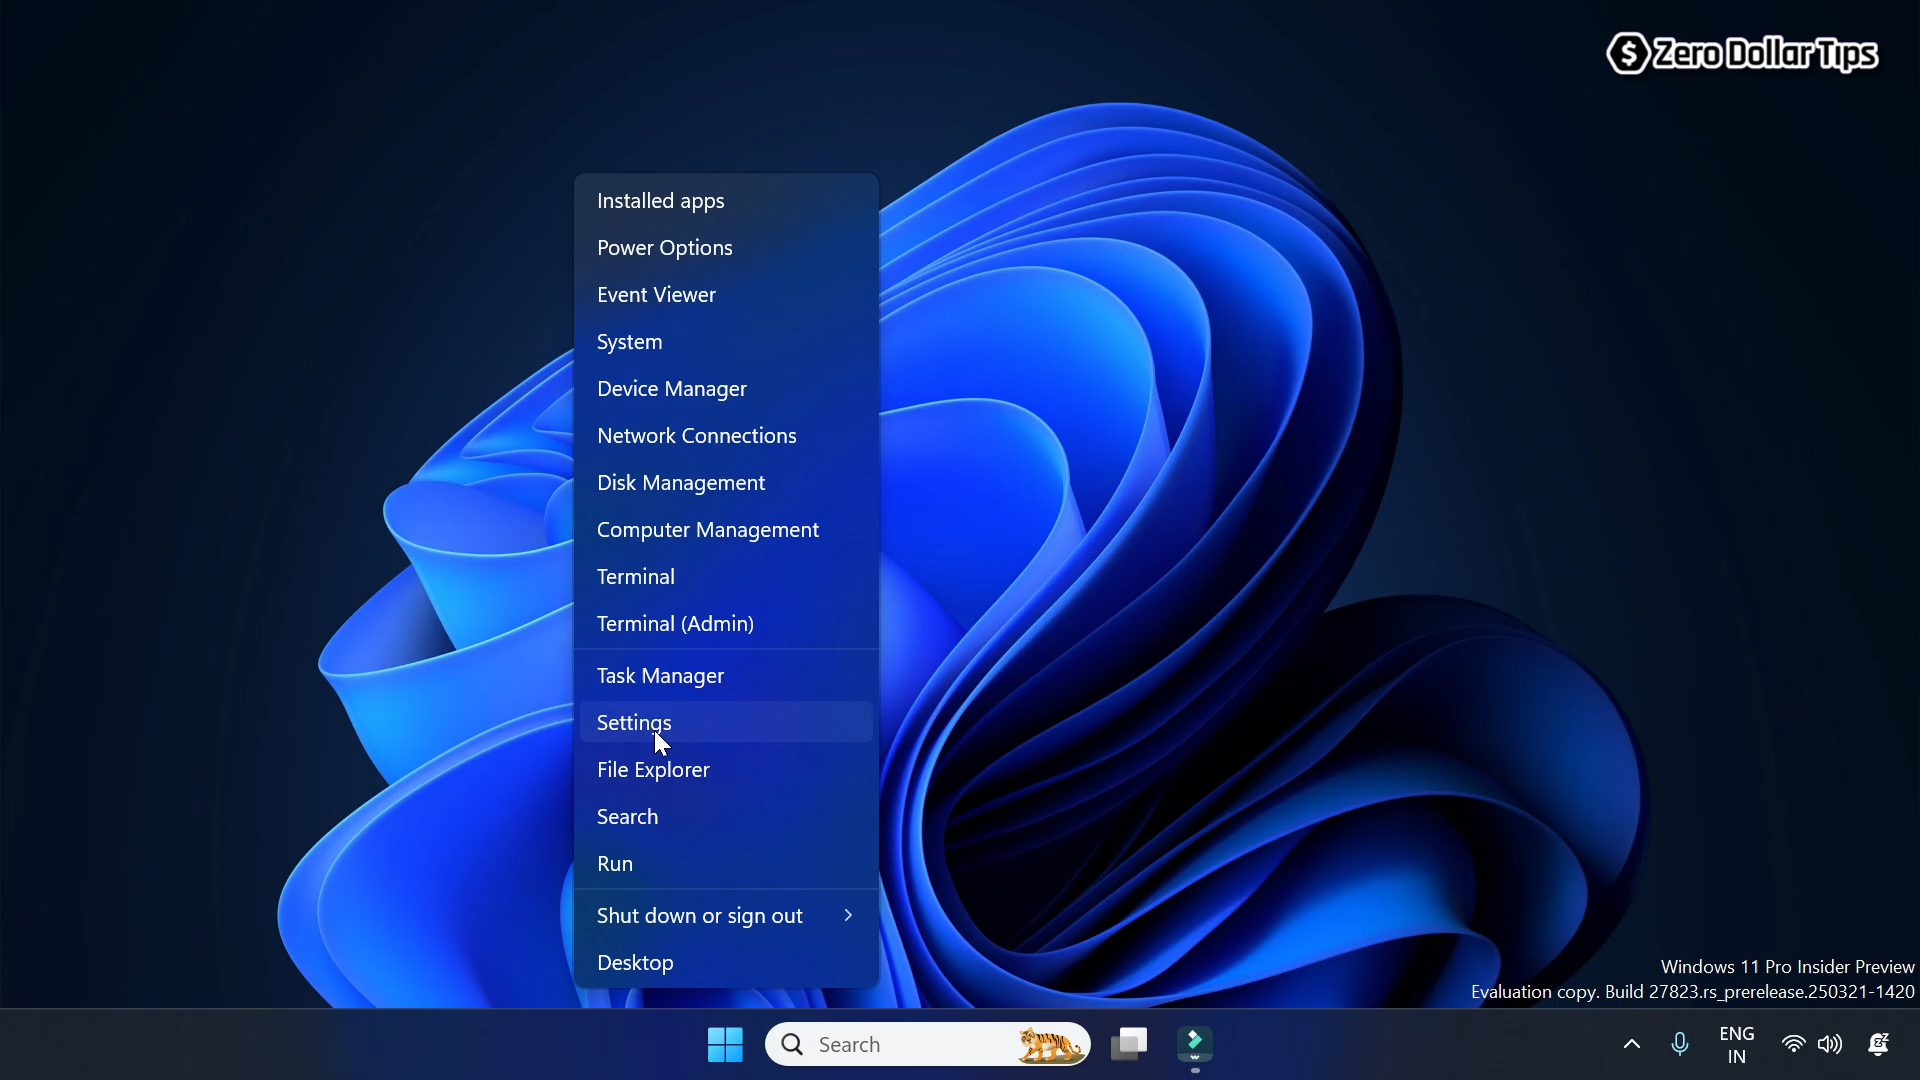 Zero Dollar Tips
Installed apps
Power Options
Event Viewer
System
Device Manager
Network Connections
Disk Management
Computer Management
Terminal
Terminal (Admin)
Task Manager
Settings
File Explorer
Search
Run
Shut down or sign out
Desktop
Windows 11 Pro Insider Preview
Evaluation copy. Build 27823.rs_prerelease.250321-1420
Search
ENG
IN